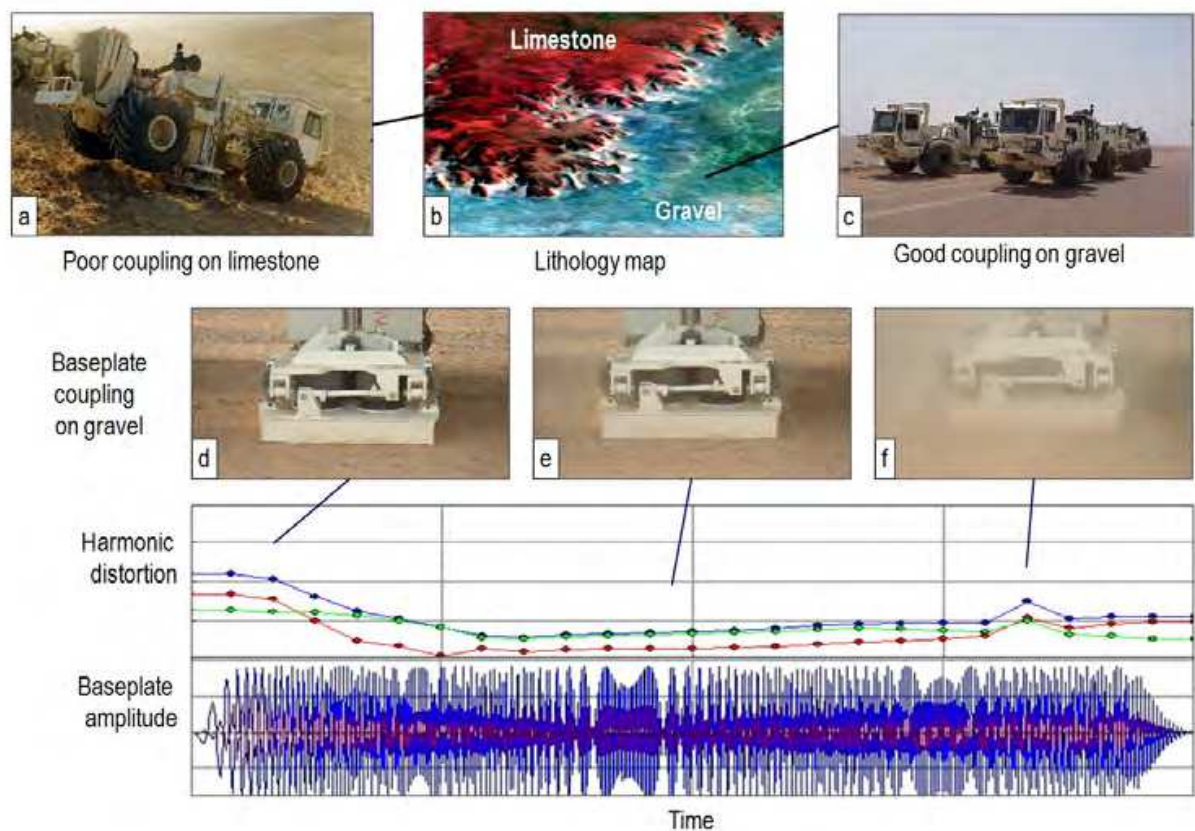 Limestone
Gravel
a
b
c
Poor coupling on limestone
Lithology map
Good coupling on gravel
Baseplate
coupling
on gravel
d
e
f
Harmonic
distortion
Baseplate
amplitude
Time